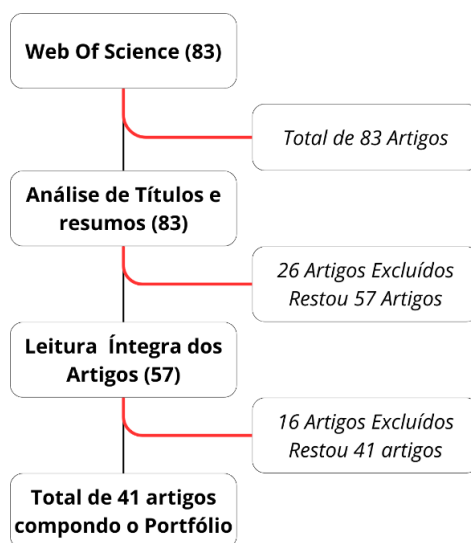 Web Of Science (83)
Total de 83 Artigos
Análise de Títulos e
resumos (83)
26 Artigos Excluídos
Restou 57 Artigos
Leitura Íntegra dos
Artigos (57)
16 Artigos Excluídos
Restou 41 artigos
Total de 41 artigos
compondo o Portfólio